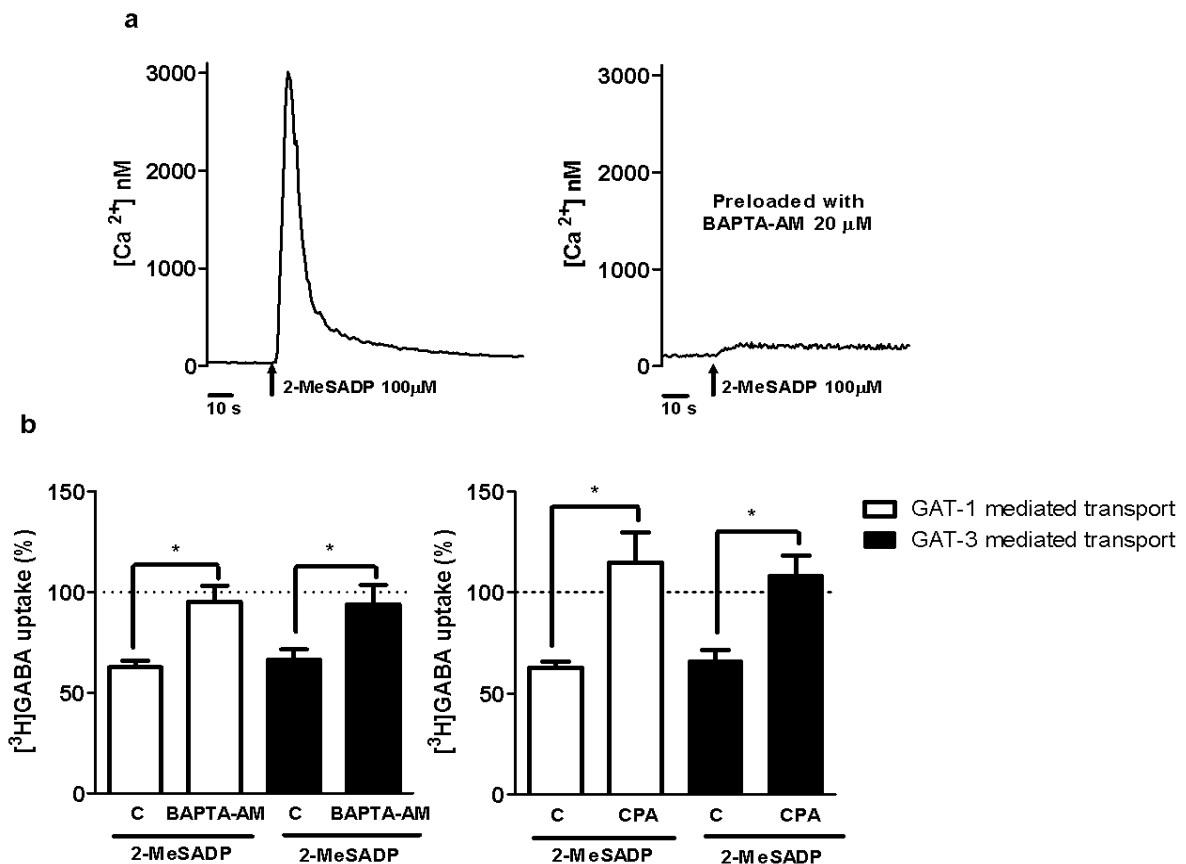 a
3000
2000
1000
0
[Ca 2+] nM
2-MeSADP 100μM
10 s
3000
2000
1000
0
[Ca 2+] nM
Preloaded with
BAPTA-AM 20 μM
2-MeSADP 100μM
10 s
b
150
100
50
0
[³H]GABA uptake (%)
*
*
C BAPTA-AM C BAPTA-AM
2-MeSADP 2-MeSADP
150
100
50
0
[³H]GABA uptake (%)
*
*
C CPA C CPA
2-MeSADP 2-MeSADP
GAT-1 mediated transport
GAT-3 mediated transport